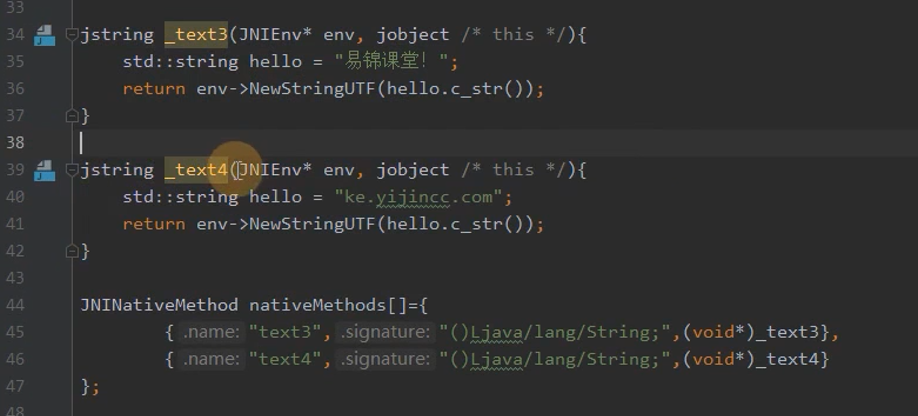 33
34 jstring _text3(JNIEnv* env, jobject /* this */){
35 std::string hello = "易锦课堂！";
36 return env->NewStringUTF(hello.c_str());
37 }
38
39 jstring _text4(JNIEnv* env, jobject /* this */){
40 std::string hello = "ke.yijincc.com";
41 return env->NewStringUTF(hello.c_str());
42 }
43
44 JNINativeMethod nativeMethods[]={
45 { .name: "text3", .signature: "()Ljava/lang/String;",(void*)_text3},
46 { .name: "text4", .signature: "()Ljava/lang/String;",(void*)_text4}
47 };
48